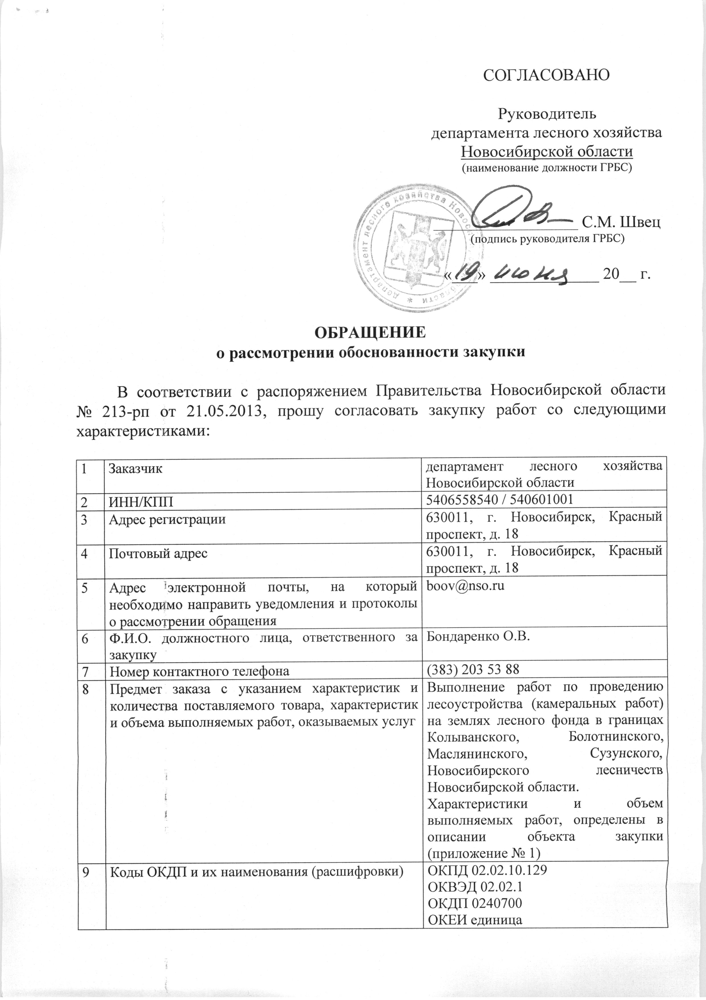 СОГЛАСОВАНО
Руководитель
департамента лесного хозяйства
Новосибирской области
(наименование должности ГРБС)
департамент лесного хозяйства Новосибирской области *
С.М. Швец
(подпись руководителя ГРБС)
«19» июня 20__ г.
ОБРАЩЕНИЕ
о рассмотрении обоснованности закупки
В соответствии с распоряжением Правительства Новосибирской области
№ 213-рп от 21.05.2013, прошу согласовать закупку работ со следующими
характеристиками:
1 Заказчик департамент лесного хозяйства
Новосибирской области
2 ИНН/КПП 5406558540 / 540601001
3 Адрес регистрации 630011, г. Новосибирск, Красный
проспект, д. 18
4 Почтовый адрес 630011, г. Новосибирск, Красный
проспект, д. 18
5 Адрес электронной почты, на который boov@nso.ru
необходимо направить уведомления и протоколы
о рассмотрении обращения
6 Ф.И.О. должностного лица, ответственного за Бондаренко О.В.
закупку
7 Номер контактного телефона (383) 203 53 88
8 Предмет заказа с указанием характеристик и Выполнение работ по проведению
количества поставляемого товара, характеристик лесоустройства (камеральных работ)
и объема выполняемых работ, оказываемых услуг на землях лесного фонда в границах
Колыванского, Болотнинского,
Маслянинского, Сузунского,
Новосибирского лесничеств
Новосибирской области.
Характеристики и объем
выполняемых работ, определены в
описании объекта закупки
(приложение № 1)
9 Коды ОКДП и их наименования (расшифровки) ОКПД 02.02.10.129
ОКВЭД 02.02.1
ОКДП 0240700
ОКЕИ единица